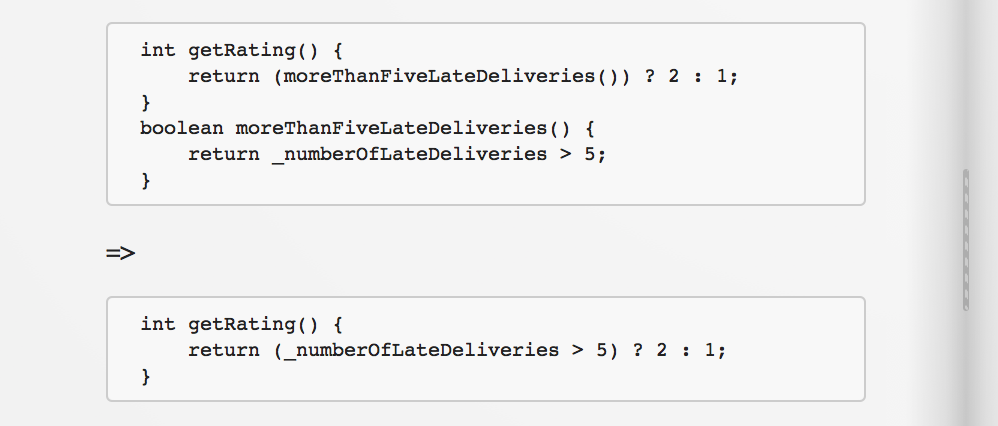 int getRating() {
    return (moreThanFiveLateDeliveries()) ? 2 : 1;
}
boolean moreThanFiveLateDeliveries() {
    return _numberOfLateDeliveries > 5;
}
=>
int getRating() {
    return (_numberOfLateDeliveries > 5) ? 2 : 1;
}